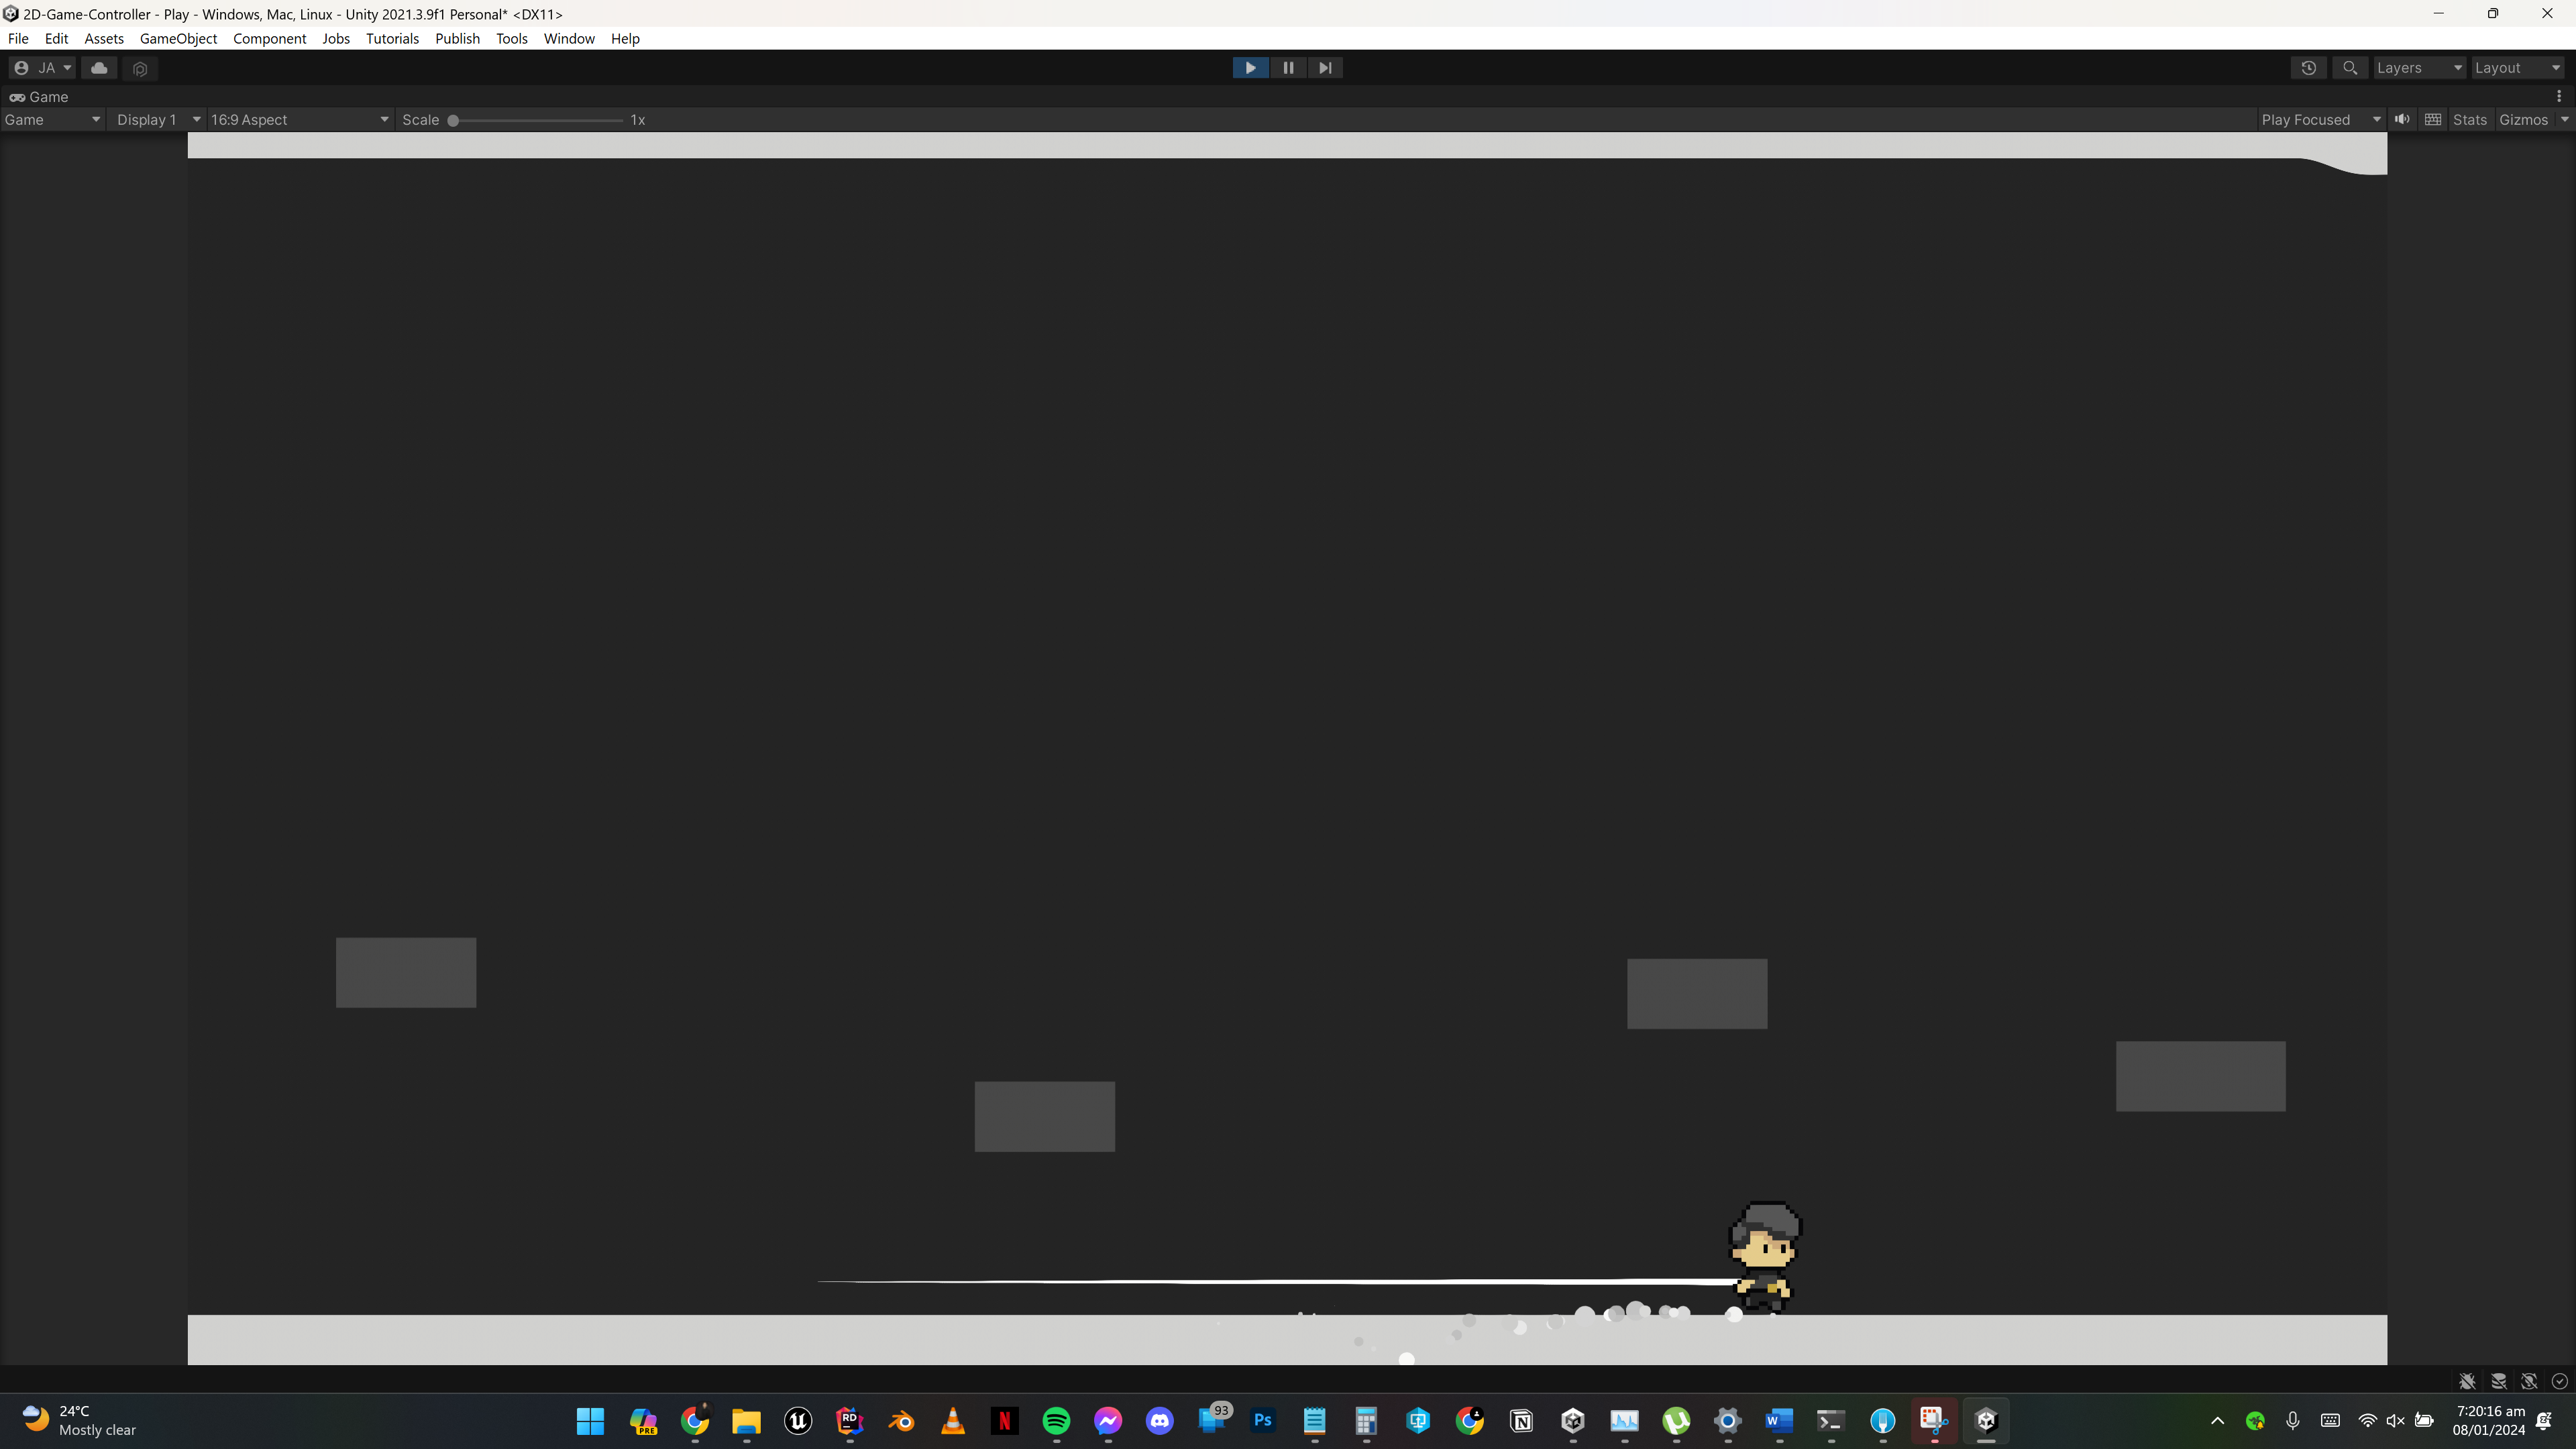 2D-Game-Controller - Play - Windows, Mac, Linux - Unity 2021.3.9f1 Personal* <DX11>
File Edit Assets GameObject Component Jobs Tutorials Publish Tools Window Help
JA Layers Layout
Game
Game Display 1 16:9 Aspect Scale 1x Play Focused Stats Gizmos
24°C
Mostly clear
PRE
RD
N
93
Ps
N
W
7:20:16 am
08/01/2024